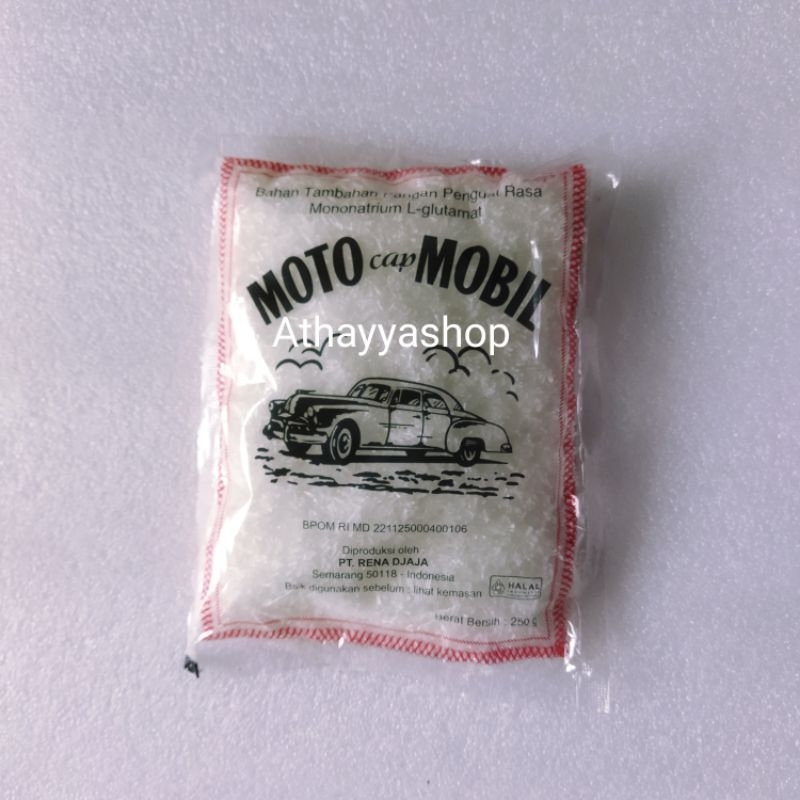 Bahan Tambahan Pangan Penguat Rasa
Mononatrium L-glutamat
MOTO cap MOBIL
Athayyashop
BPOM RI MD 221125000400106
Diproduksi oleh
PT. RENA DJAJA
Semarang 50118 - Indonesia
Baik digunakan sebelum : lihat kemasan
HALAL
INDONESIA
Berat Bersih : 250 g